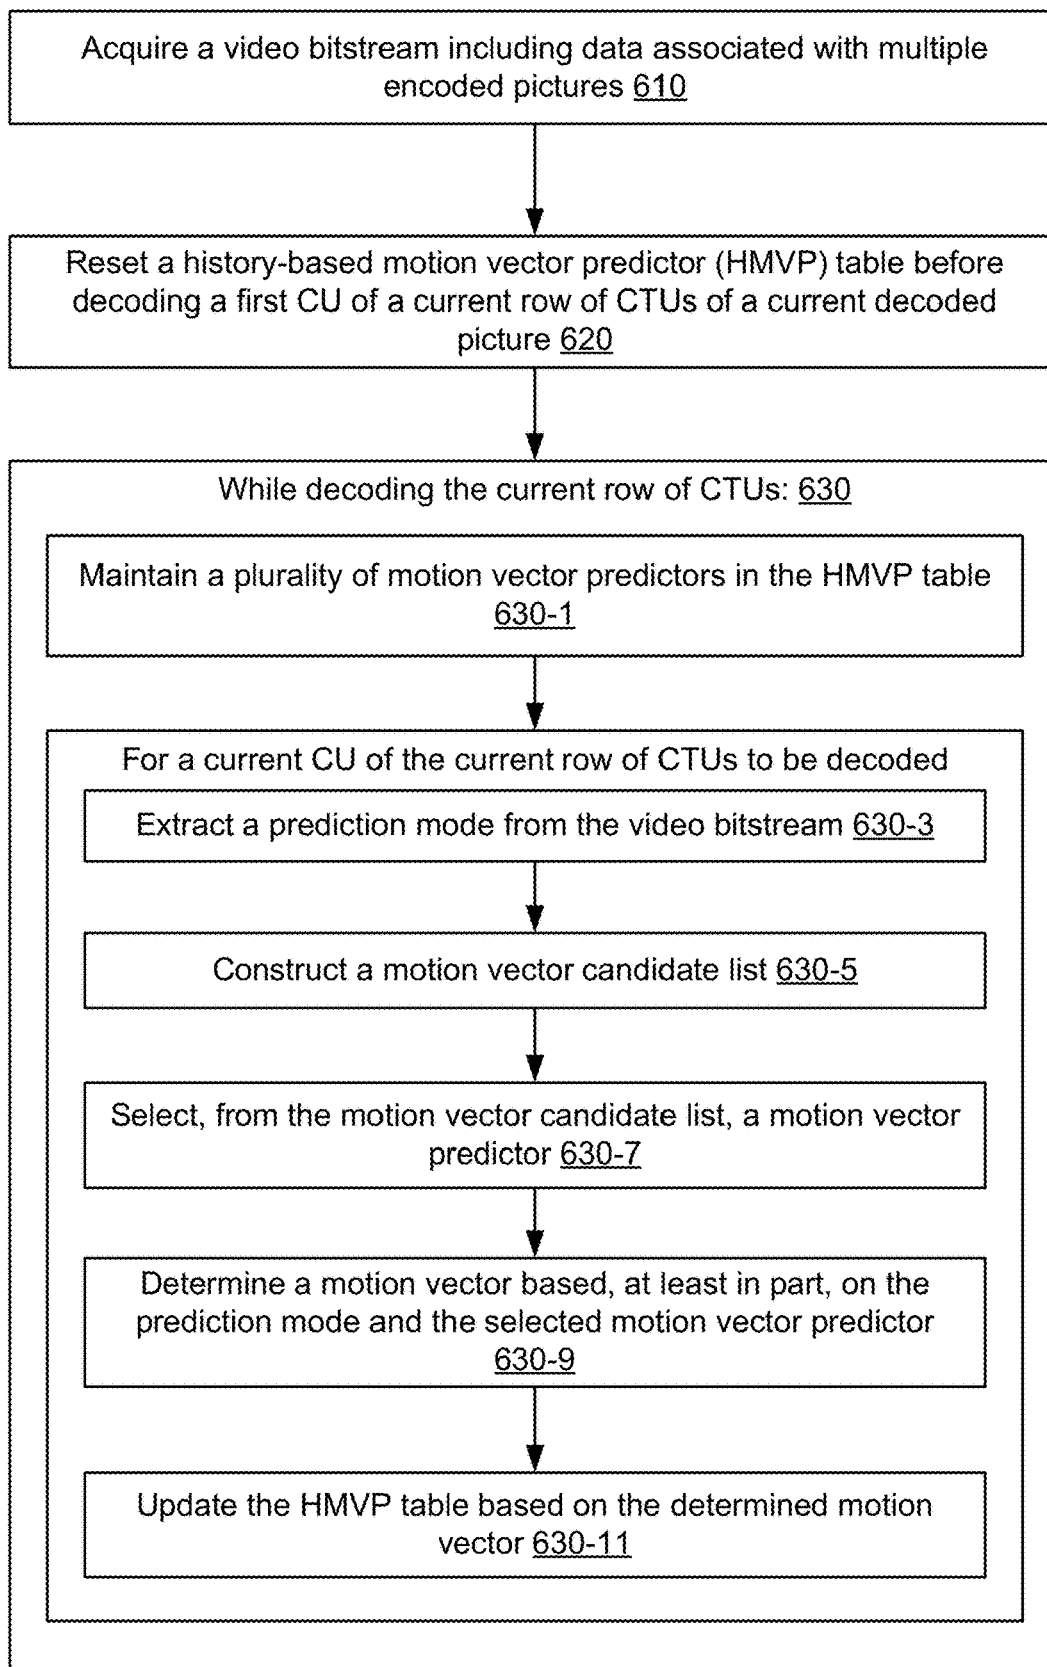 Acquire a video bitstream including data associated with multiple
encoded pictures 610
Reset a history-based motion vector predictor (HMVP) table before
decoding a first CU of a current row of CTUs of a current decoded
picture 620
While decoding the current row of CTUs: 630
Maintain a plurality of motion vector predictors in the HMVP table
630-1
For a current CU of the current row of CTUs to be decoded
Extract a prediction mode from the video bitstream 630-3
Construct a motion vector candidate list 630-5
Select, from the motion vector candidate list, a motion vector
predictor 630-7
Determine a motion vector based, at least in part, on the
prediction mode and the selected motion vector predictor
630-9
Update the HMVP table based on the determined motion
vector 630-11